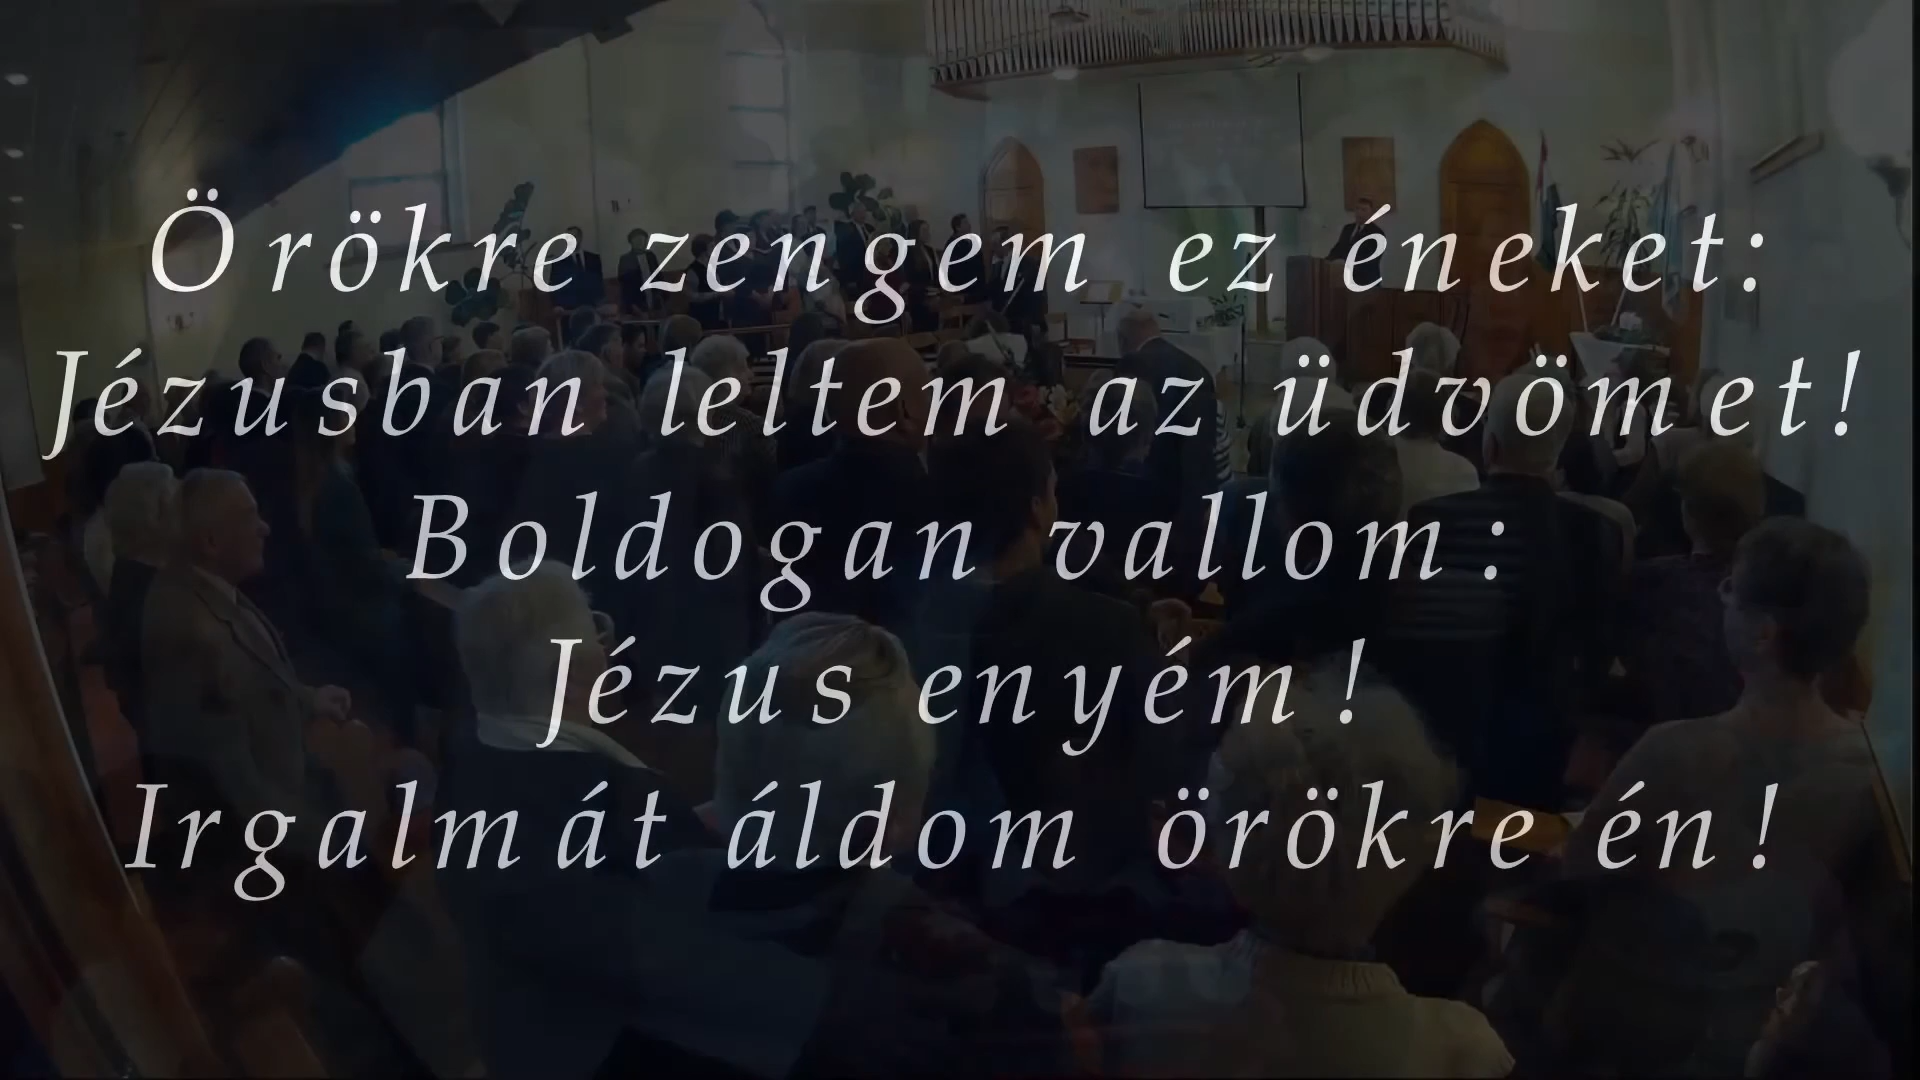 Örökre zengem ez éneket:
Jézusban leltem az üdvömet!
Boldogan vallom:
Jézus enyém!
Irgalmát áldom örökre én!